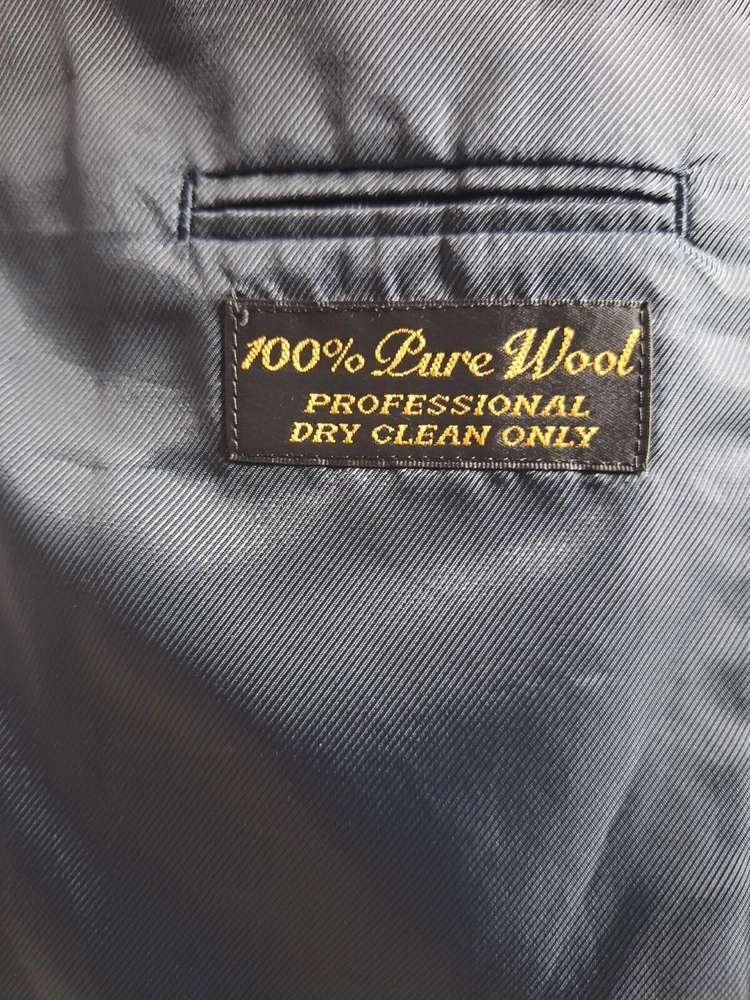 100% Pure Wool
PROFESSIONAL
DRY CLEAN ONLY